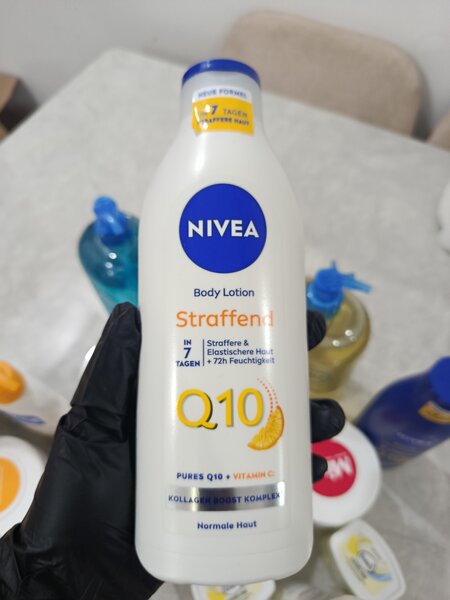 NEUE FORMEL
IN 7 TAGEN
STRAFFERE HAUT
NIVEA
Body Lotion
Straffend
IN
7
TAGEN
Straffere &
Elastischere Haut
+ 72h Feuchtigkeit
Q10
PURES Q10 + VITAMIN C
KOLLAGEN BOOST KOMPLEX
Normale Haut